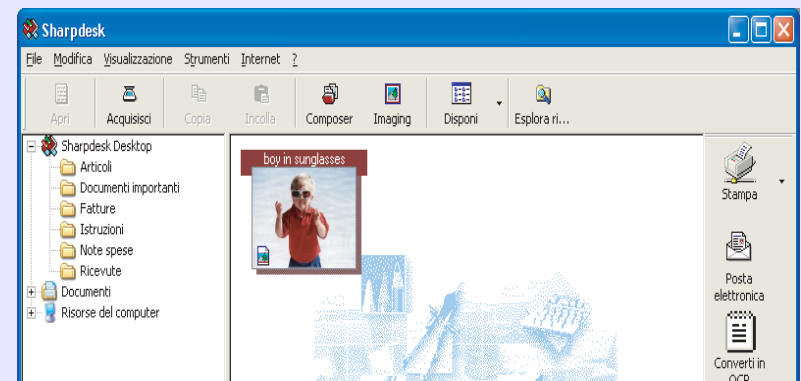 Sharpdesk
File Modifica Visualizzazione Strumenti Internet ?
Apri Acquisisci Copia Incolla Composer Imaging Disponi Esplora ri...
Sharpdesk Desktop
Articoli
Documenti importanti
Fatture
Istruzioni
Note spese
Ricevute
Documenti
Risorse del computer
boy in sunglasses
Stampa
Posta
elettronica
Converti in
OCR